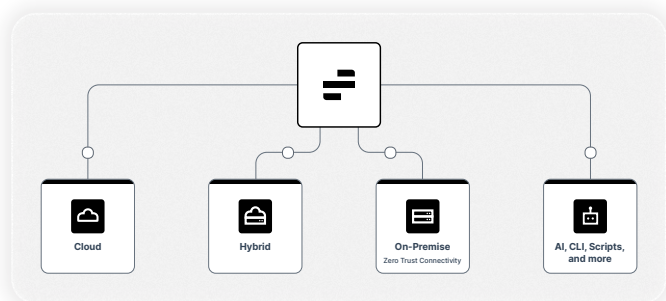 Cloud
Hybrid
On-Premise
Zero Trust Connectivity
AI, CLI, Scripts,
and more